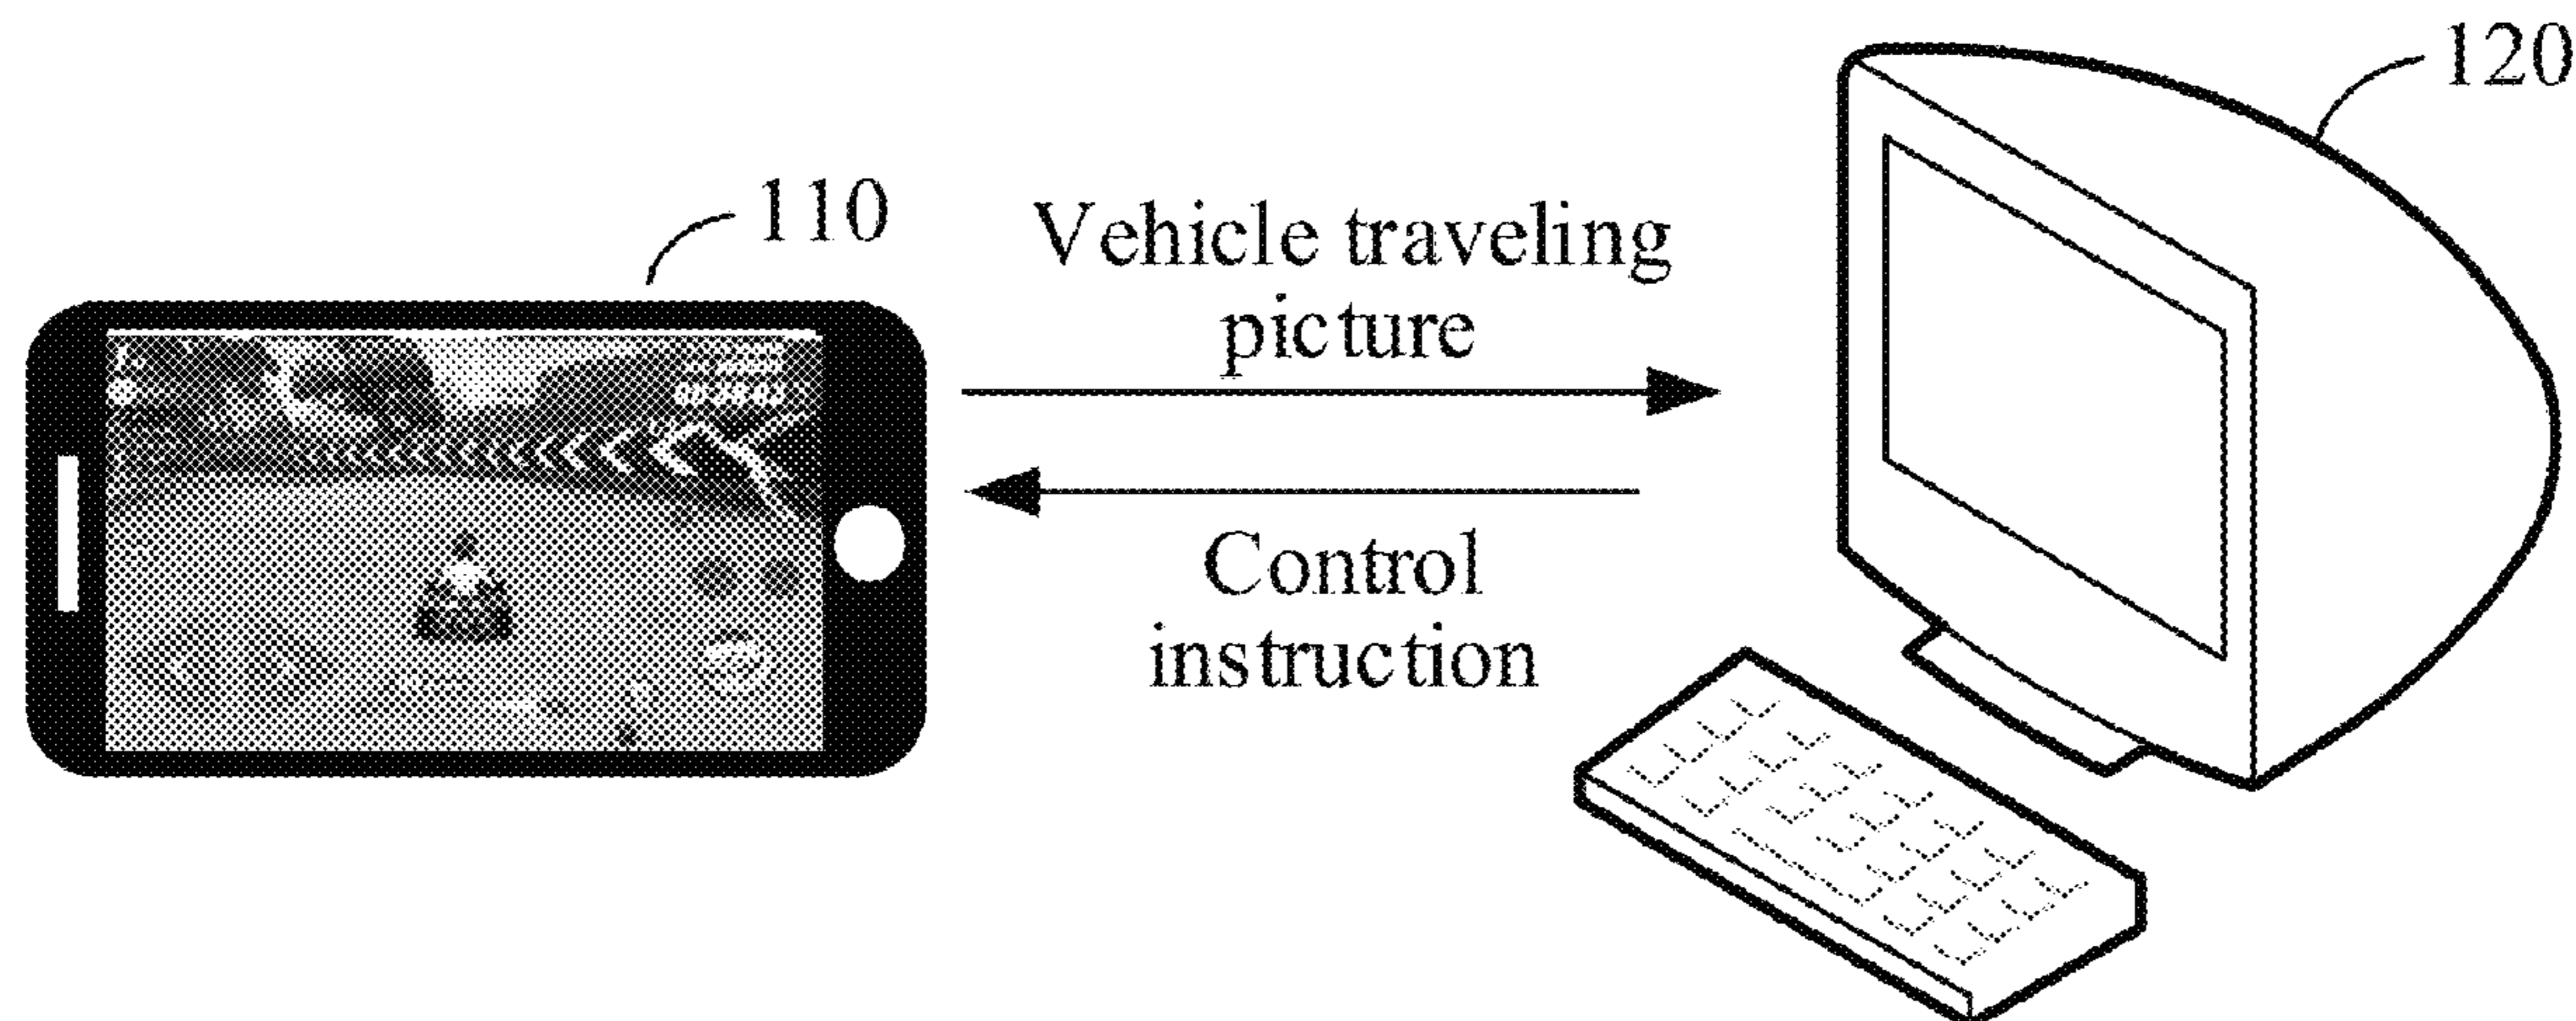 120
110
Vehicle traveling
picture
Control
instruction